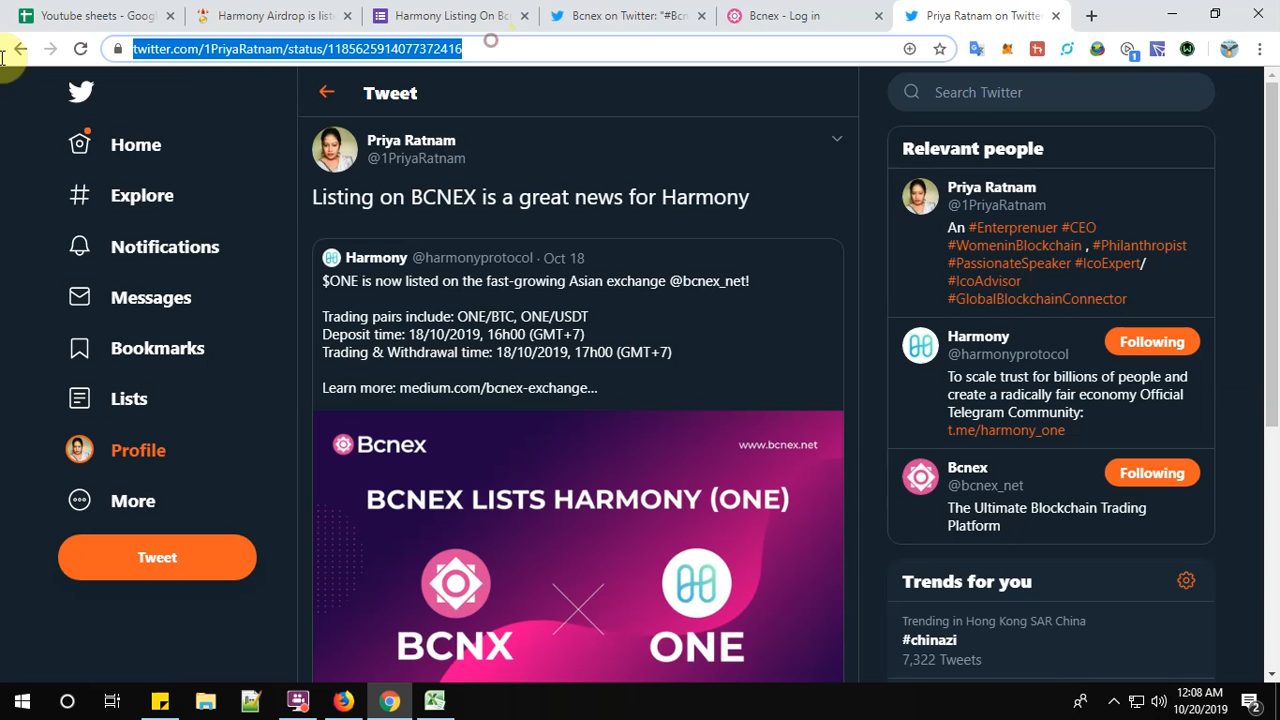 Youtube sheets - Googl
Harmony Airdrop is list
Harmony Listing On Bc
Bcnex on Twitter: "#Bcn
Bcnex - Log in
Priya Ratnam on Twitter
twitter.com/1PriyaRatnam/status/1185625914077372416
1
Home
Explore
Notifications
Messages
Bookmarks
Lists
Profile
More
Tweet
Tweet
Priya Ratnam
@1PriyaRatnam
Listing on BCNEX is a great news for Harmony
Harmony @harmonyprotocol · Oct 18
$ONE is now listed on the fast-growing Asian exchange @bcnex_net!
Trading pairs include: ONE/BTC, ONE/USDT
Deposit time: 18/10/2019, 16h00 (GMT+7)
Trading & Withdrawal time: 18/10/2019, 17h00 (GMT+7)
Learn more: medium.com/bcnex-exchange...
Bcnex
www.bcnex.net
BCNEX LISTS HARMONY (ONE)
BCNX
ONE
Search Twitter
Relevant people
Priya Ratnam
@1PriyaRatnam
An #Enterprenuer #CEO
#WomeninBlockchain , #Philanthropist
#PassionateSpeaker #IcoExpert/
#IcoAdvisor
#GlobalBlockchainConnector
Harmony
@harmonyprotocol
Following
To scale trust for billions of people and
create a radically fair economy Official
Telegram Community:
t.me/harmony_one
Bcnex
@bcnex_net
Following
The Ultimate Blockchain Trading
Platform
Trends for you
Trending in Hong Kong SAR China
#chinazi
7,322 Tweets
12:08 AM
10/20/2019
2